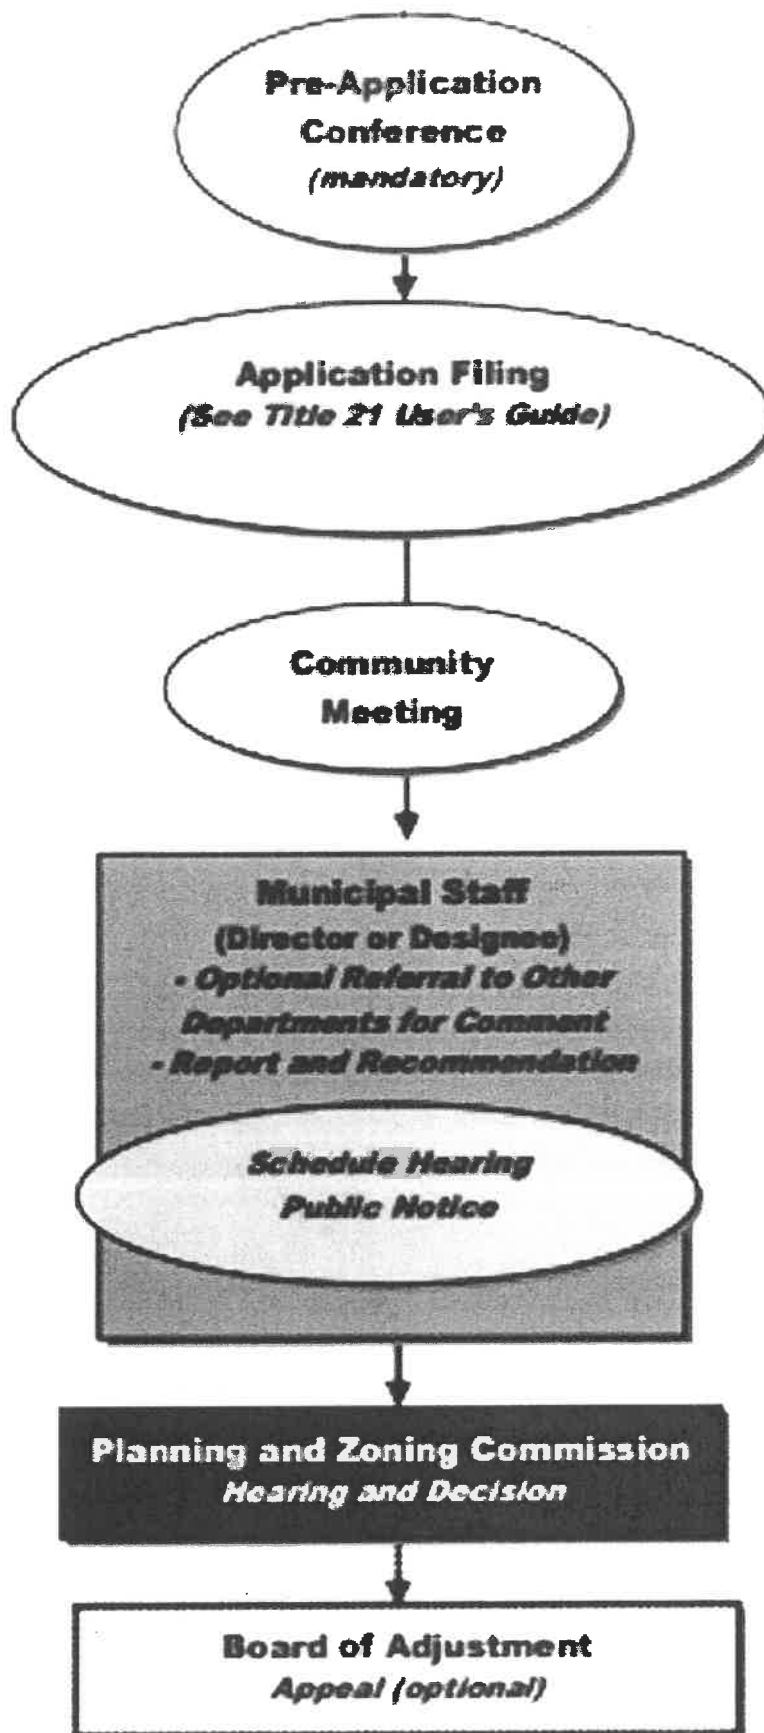 Pre-Application
Conference
(mandatory)
Application Filing
(See Title 21 User's Guide)
Community
Meeting
Municipal Staff
(Director or Designee)
- Optional Referral to Other
Departments for Comment
- Report and Recommendation
Schedule Hearing
Public Notice
Planning and Zoning Commission
Hearing and Decision
Board of Adjustment
Appeal (optional)